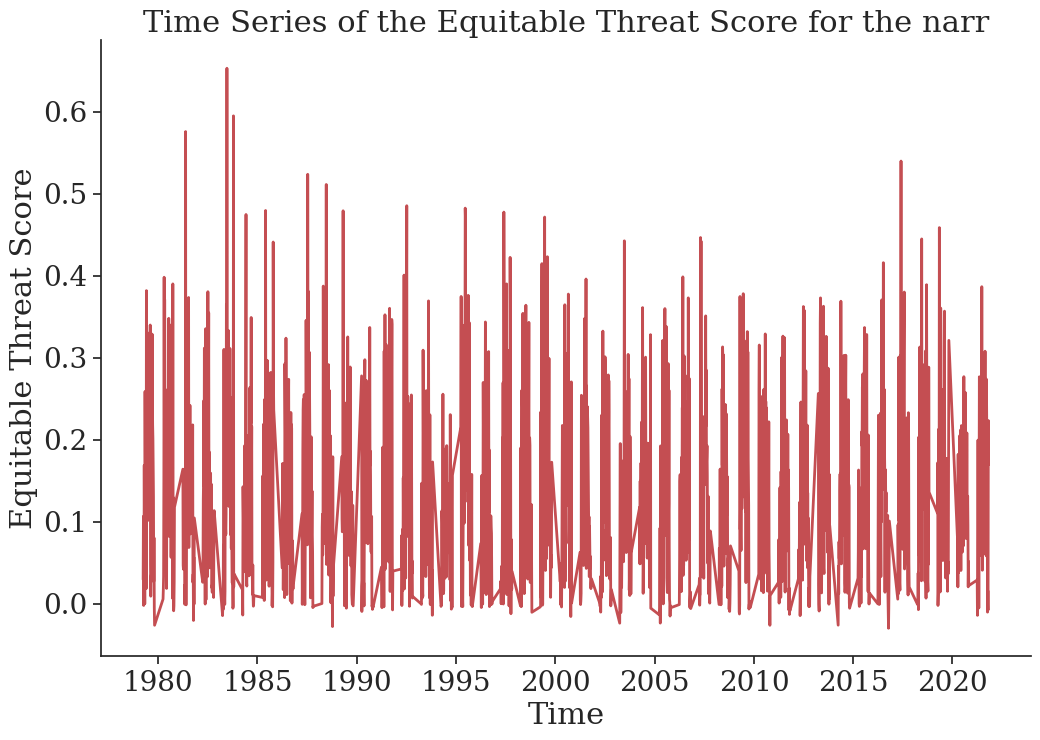 Time Series of the Equitable Threat Score for the narr
Equitable Threat Score
0.6
0.5
0.4
0.3
0.2
0.1
0.0
1980 1985 1990 1995 2000 2005 2010 2015 2020
Time